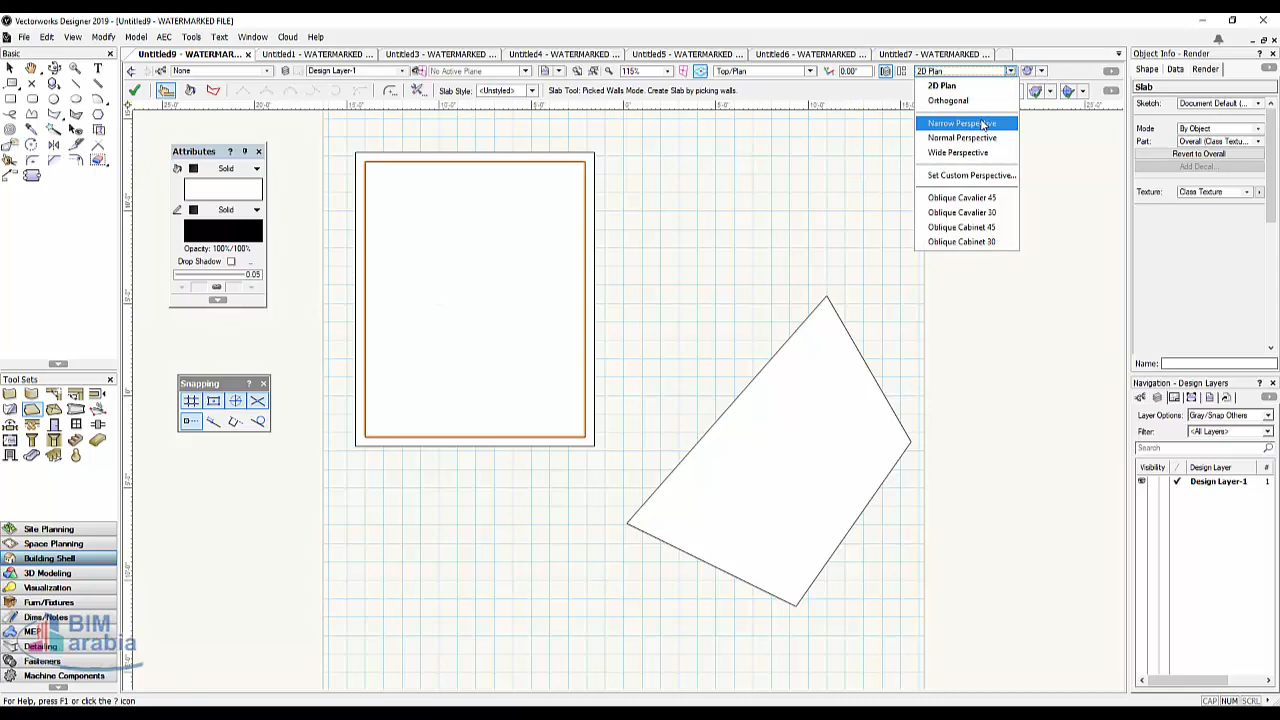 Vectorworks Designer 2019 - [Untitled9 - WATERMARKED FILE]
File Edit View Modify Model AEC Tools Text Window Cloud Help
Basic
Untitled9 - WATERMAR...
Untitled1 - WATERMARKED ...
Untitled3 - WATERMARKED ...
Untitled4 - WATERMARKED ...
Untitled5 - WATERMARKED ...
Untitled6 - WATERMARKED ...
Untitled7 - WATERMARKED ...
None
Design Layer-1
No Active Plane
115%
Top/Plan
0.00°
2D Plan
Slab Style: <Unstyled>
Slab Tool: Picked Walls Mode. Create Slab by picking walls.
2D Plan
Orthogonal
Narrow Perspective
Normal Perspective
Wide Perspective
Set Custom Perspective...
Oblique Cavalier 45
Oblique Cavalier 30
Oblique Cabinet 45
Oblique Cabinet 30
Attributes ?
Solid
Solid
Opacity: 100%/100%
Drop Shadow
0.05
Snapping ?
Tool Sets
Site Planning
Space Planning
Building Shell
3D Modeling
Visualization
Furn/Fixtures
Dims/Notes
MEP
Detailing
Fasteners
Machine Components
BIM
arabia
For Help, press F1 or click the ? icon
Object Info - Render ?
Shape Data Render
Slab
Sketch: Document Default (...
Mode By Object
Part: Overall (Class Textu...
Revert to Overall
Add Decal...
Texture: Class Texture
Name:
Navigation - Design Layers ?
Layer Options: Gray/Snap Others
Filter: <All Layers>
Search
Visibility / Design Layer #
Design Layer-1 1
CAP NUM SCRL